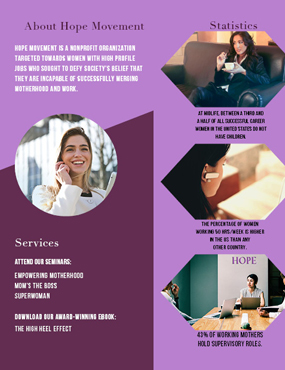 About Hope Movement
HOPE MOVEMENT IS A NONPROFIT ORGANIZATION
TARGETED TOWARDS WOMEN WITH HIGH PROFILE
JOBS WHO SOUGHT TO DEFY SOCIETY'S BELIEF THAT
THEY ARE INCAPABLE OF SUCCESSFULLY MERGING
MOTHERHOOD AND WORK.
Services
ATTEND OUR SEMINARS:
EMPOWERING MOTHERHOOD
MOM'S THE BOSS
SUPERWOMAN
DOWNLOAD OUR AWARD-WINNING EBOOK:
THE HIGH HEEL EFFECT
Statistics
AT MIDLIFE, BETWEEN A THIRD AND
A HALF OF ALL SUCCESSFUL CAREER
WOMEN IN THE UNITED STATES DO NOT
HAVE CHILDREN.
THE PERCENTAGE OF WOMEN
WORKING 50 HRS/WEEK IS HIGHER
IN THE US THAN ANY
OTHER COUNTRY.
HOPE
43% OF WORKING MOTHERS
HOLD SUPERVISORY ROLES.